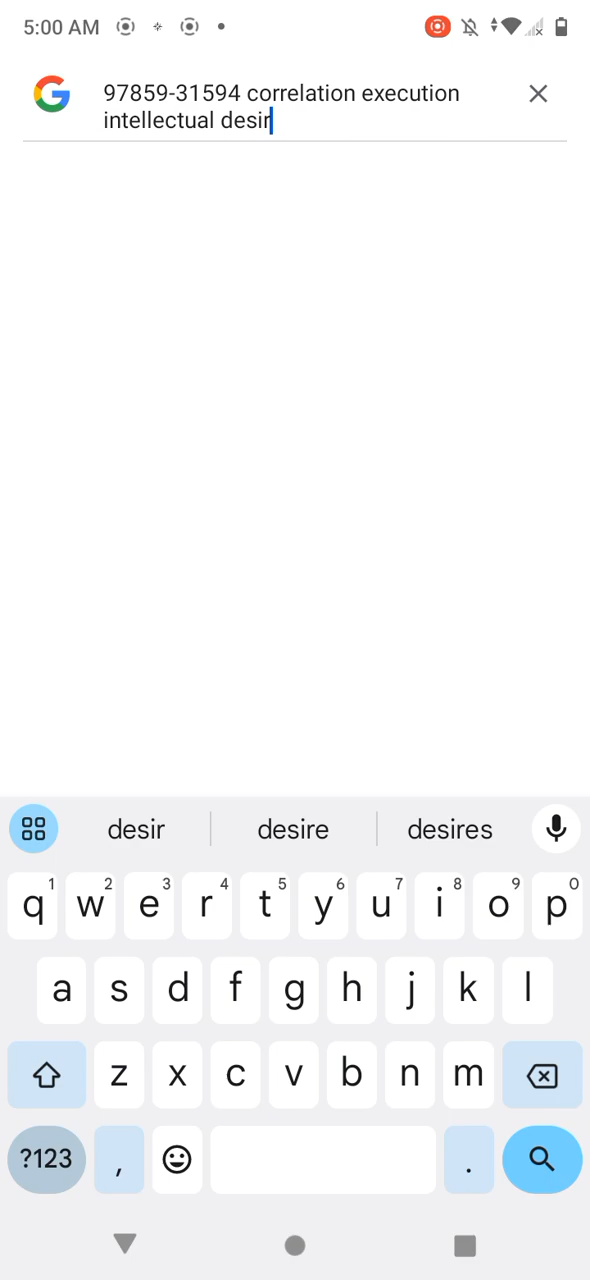 5:00 AM
97859-31594 correlation execution
intellectual desir
desir desire desires
q1 w2 e3 r4 t5 y6 u7 i8 o9 p0
a s d f g h j k l
z x c v b n m
?123 , .